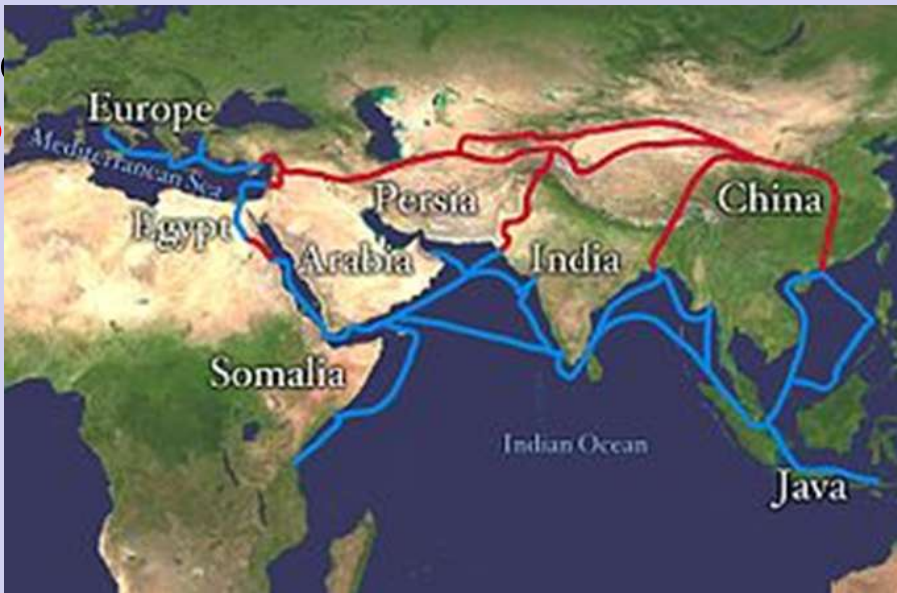 Europe
Mediterranean Sea
Egypt
Persia
Arabia
India
China
Somalia
Indian Ocean
Java